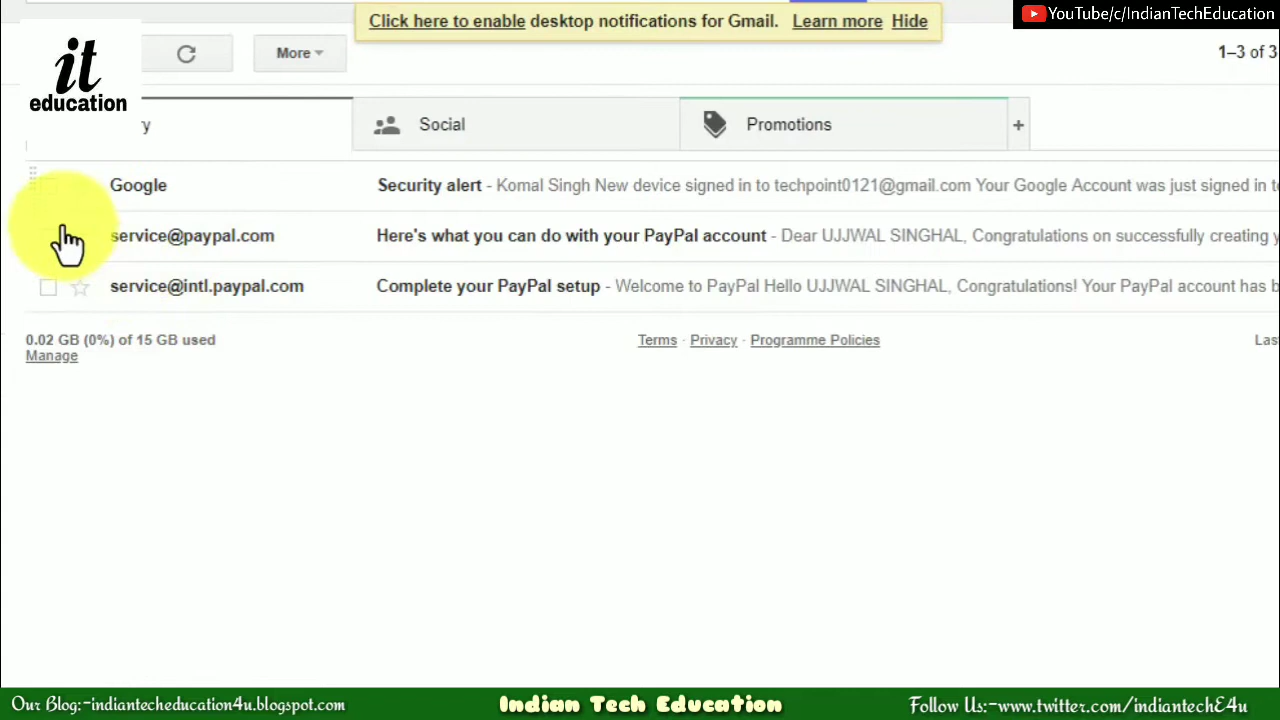 Click here to enable desktop notifications for Gmail. Learn more Hide
YouTube/c/IndianTechEducation
it
education
More
1–3 of 3
ry
Social
Promotions
+
Google Security alert - Komal Singh New device signed in to techpoint0121@gmail.com Your Google Account was just signed in t
service@paypal.com Here's what you can do with your PayPal account - Dear UJJWAL SINGHAL, Congratulations on successfully creating y
service@intl.paypal.com Complete your PayPal setup - Welcome to PayPal Hello UJJWAL SINGHAL, Congratulations! Your PayPal account has b
0.02 GB (0%) of 15 GB used
Manage
Terms · Privacy · Programme Policies
Las
Our Blog:-indiantecheducation4u.blogspot.com
Indian Tech Education
Follow Us:-www.twitter.com/indiantechE4u